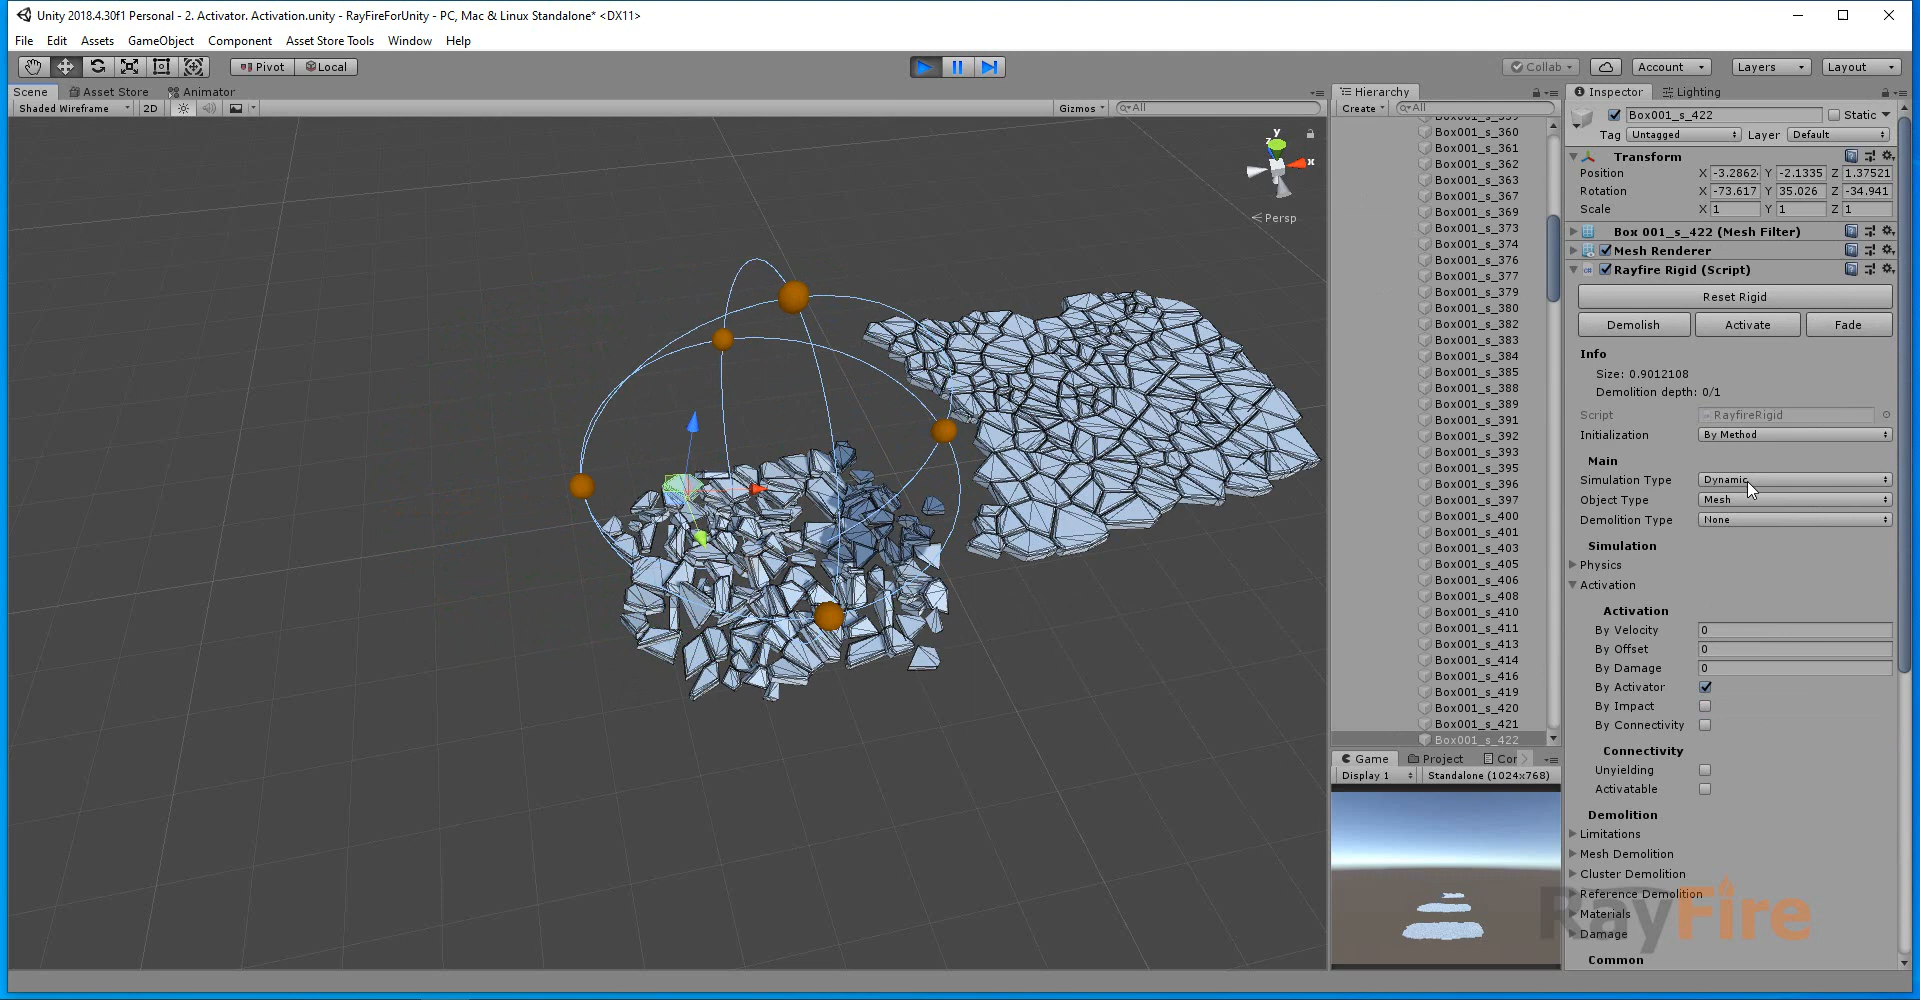 Unity 2018.4.30f1 Personal - 2. Activator. Activation.unity - RayFireForUnity - PC, Mac & Linux Standalone* <DX11>
File Edit Assets GameObject Component Asset Store Tools Window Help
Pivot Local
Collab Account Layers Layout
Scene Asset Store Animator
Shaded Wireframe 2D
Gizmos All
y
z
x
Persp
Hierarchy
Create All
Box001_s_359
Box001_s_360
Box001_s_361
Box001_s_362
Box001_s_363
Box001_s_367
Box001_s_369
Box001_s_373
Box001_s_374
Box001_s_376
Box001_s_377
Box001_s_379
Box001_s_380
Box001_s_382
Box001_s_383
Box001_s_384
Box001_s_385
Box001_s_388
Box001_s_389
Box001_s_391
Box001_s_392
Box001_s_393
Box001_s_395
Box001_s_396
Box001_s_397
Box001_s_400
Box001_s_401
Box001_s_403
Box001_s_405
Box001_s_406
Box001_s_408
Box001_s_410
Box001_s_411
Box001_s_413
Box001_s_414
Box001_s_416
Box001_s_419
Box001_s_420
Box001_s_421
Box001_s_422
Game Project Cor
Display 1 Standalone (1024x768)
Inspector Lighting
Box001_s_422 Static
Tag Untagged Layer Default
Transform
Position X -3.2862 Y -2.1335 Z 1.37521
Rotation X -73.617 Y 35.026 Z -34.941
Scale X 1 Y 1 Z 1
Box 001_s_422 (Mesh Filter)
Mesh Renderer
Rayfire Rigid (Script)
Reset Rigid
Demolish Activate Fade
Info
Size: 0.9012108
Demolition depth: 0/1
Script RayfireRigid
Initialization By Method
Main
Simulation Type Dynamic
Object Type Mesh
Demolition Type None
Simulation
Physics
Activation
Activation
By Velocity 0
By Offset 0
By Damage 0
By Activator
By Impact
By Connectivity
Connectivity
Unyielding
Activatable
Demolition
Limitations
Mesh Demolition
Cluster Demolition
Reference Demolition
Materials
Damage
Common
RayFire